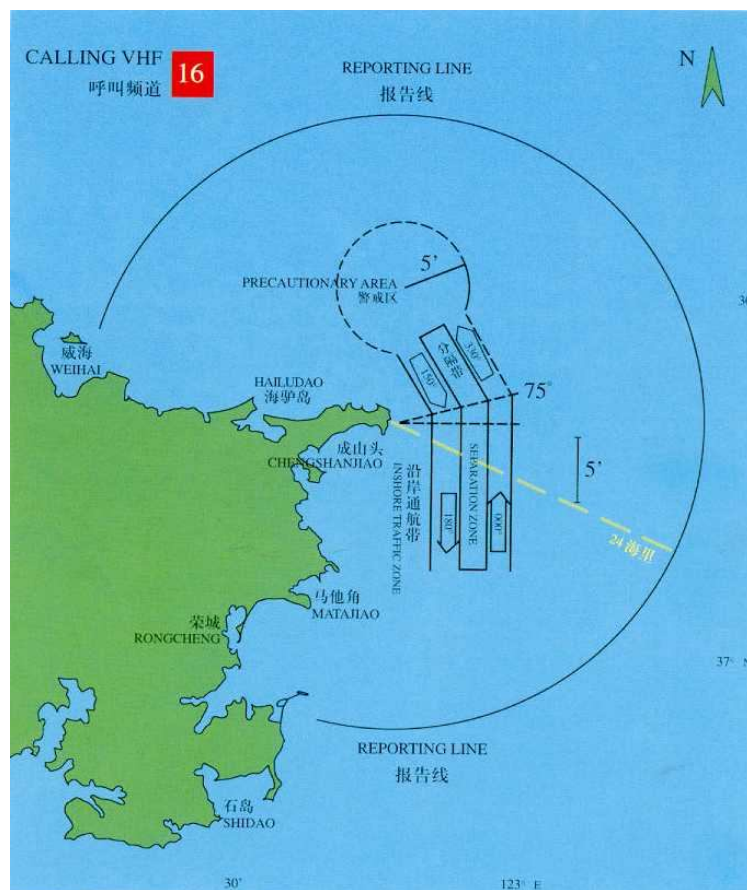 CALLING VHF
呼叫频道
16
REPORTING LINE
报告线
N
5'
PRECAUTIONARY AREA
警戒区
威海
WEIHAI
HAILUDAO
海驴岛
150°
分隔带
330°
75°
成山头
CHENGSHANJIAO
沿岸通航带
INSHORE TRAFFIC ZONE
180°
SEPARATION ZONE
000°
5'
24 海里
马他角
MATAJIAO
荣城
RONGCHENG
37° N
REPORTING LINE
报告线
石岛
SHIDAO
30'
123° E